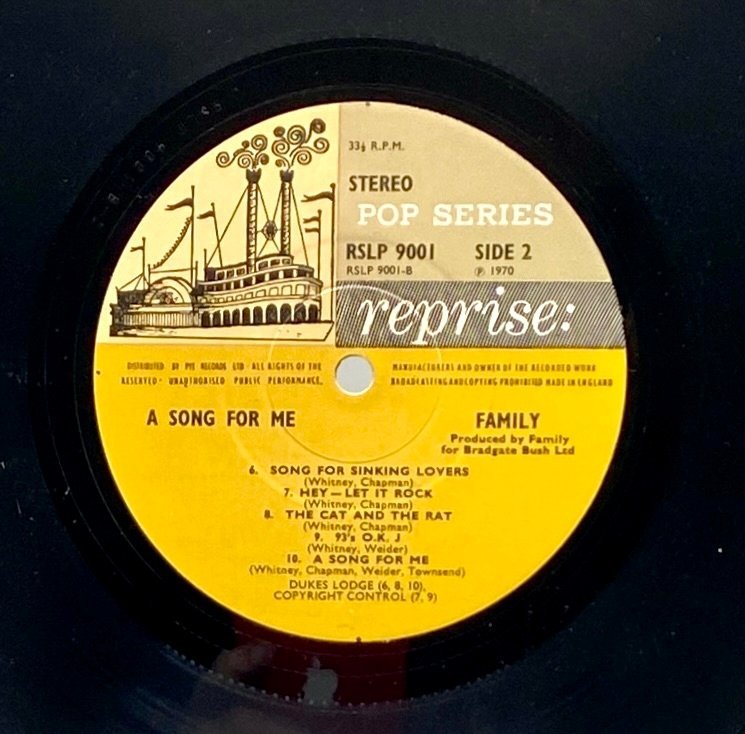 33⅓ R.P.M.
STEREO
POP SERIES
RSLP 9001 SIDE 2
RSLP 9001-B ℗ 1970
reprise:
DISTRIBUTED BY PYE RECORDS LTD · ALL RIGHTS OF THE MANUFACTURERS AND OWNER OF THE RECORDED WORK
RESERVED · UNAUTHORISED PUBLIC PERFORMANCE, BROADCASTING AND COPYING PROHIBITED MADE IN ENGLAND
A SONG FOR ME FAMILY
Produced by Family
for Bradgate Bush Ltd
6. SONG FOR SINKING LOVERS
(Whitney, Chapman)
7. HEY—LET IT ROCK
(Whitney, Chapman)
8. THE CAT AND THE RAT
(Whitney, Chapman)
9. 93's O.K. J
(Whitney, Weider)
10. A SONG FOR ME
(Whitney, Chapman, Weider, Townsend)
DUKES LODGE (6, 8, 10),
COPYRIGHT CONTROL (7, 9)